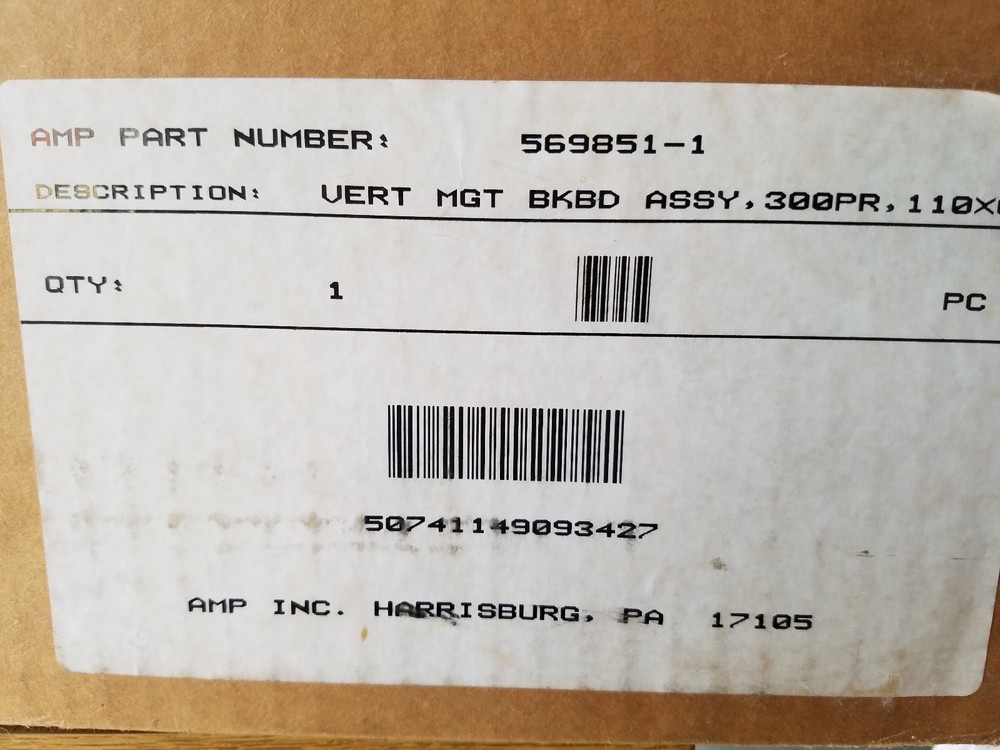 AMP PART NUMBER: 569851-1
DESCRIPTION: VERT MGT BKBD ASSY,300PR,110X
QTY: 1 PC
50741149093427
AMP INC. HARRISBURG, PA 17105